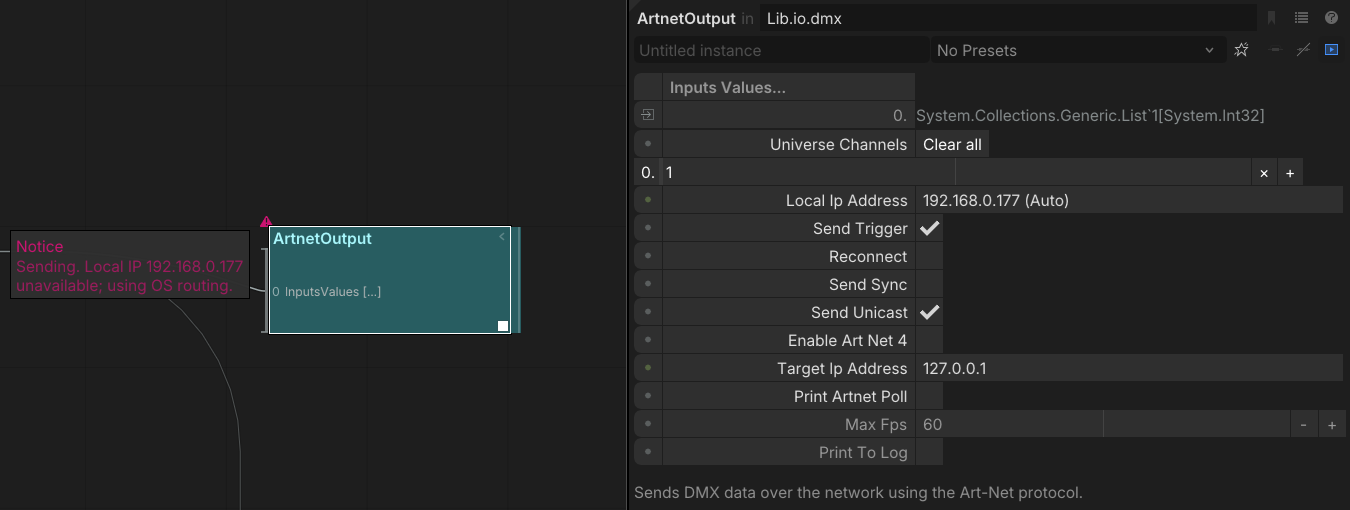 ArtnetOutput in Lib.io.dmx
Untitled instance No Presets
Inputs Values...
0. System.Collections.Generic.List`1[System.Int32]
Universe Channels Clear all
0. 1 × +
Local Ip Address 192.168.0.177 (Auto)
Send Trigger
Reconnect
Send Sync
Send Unicast
Enable Art Net 4
Target Ip Address 127.0.0.1
Print Artnet Poll
Max Fps 60 - +
Print To Log
Sends DMX data over the network using the Art-Net protocol.
Notice
Sending. Local IP 192.168.0.177
unavailable; using OS routing.
ArtnetOutput <
0 InputsValues [...]